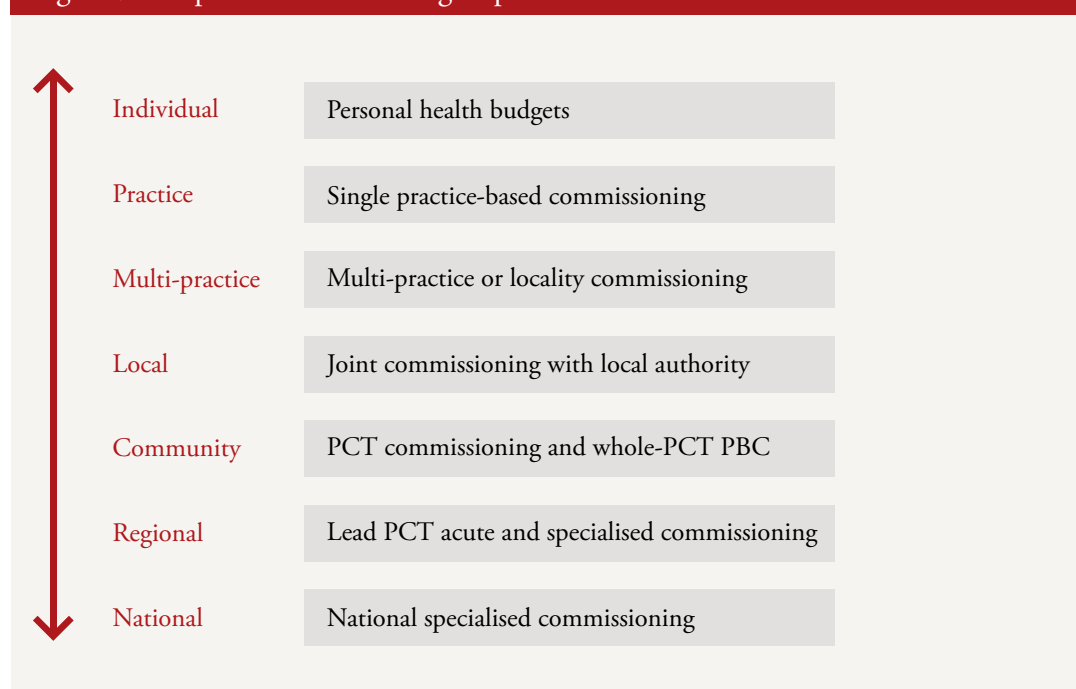 Individual Personal health budgets
Practice Single practice-based commissioning
Multi-practice Multi-practice or locality commissioning
Local Joint commissioning with local authority
Community PCT commissioning and whole-PCT PBC
Regional Lead PCT acute and specialised commissioning
National National specialised commissioning